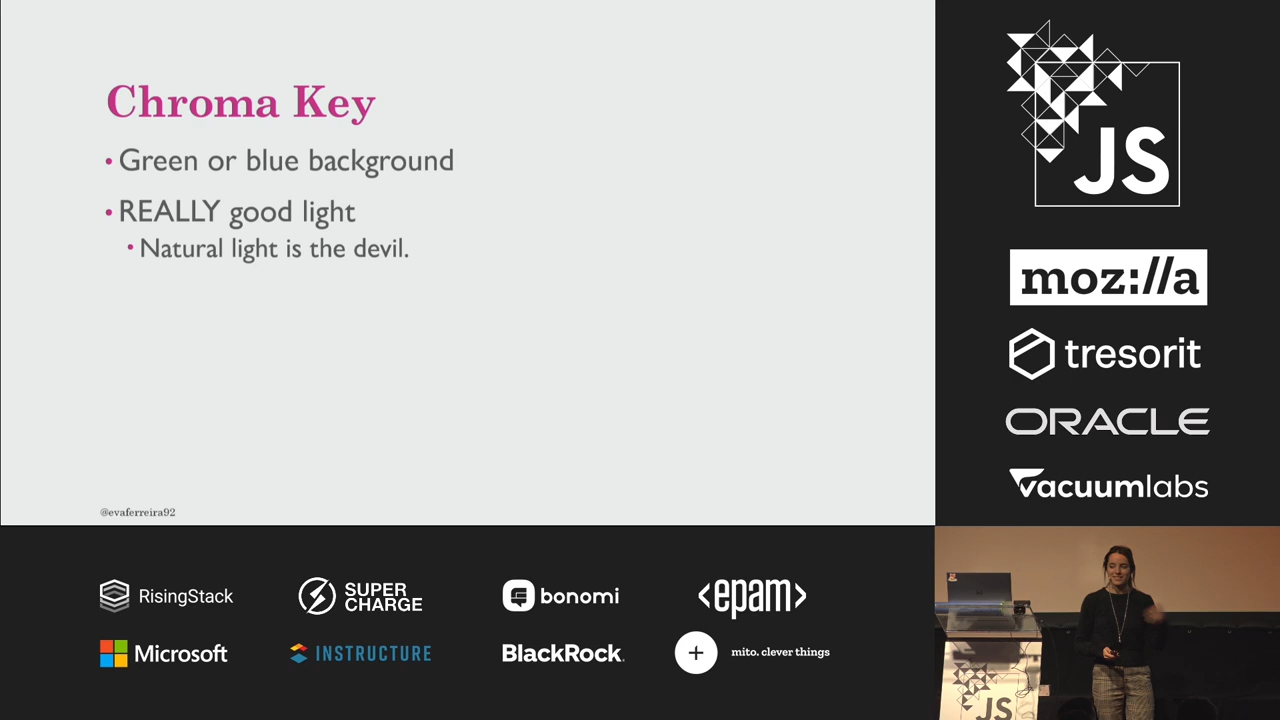 Chroma Key
• Green or blue background
• REALLY good light
• Natural light is the devil.
@evaferreira92
JS
moz://a
tresorit
ORACLE
vacuumlabs
RisingStack
SUPER CHARGE
bonomi
<epam>
Microsoft
INSTRUCTURE
BlackRock.
+ mito. clever things
JS